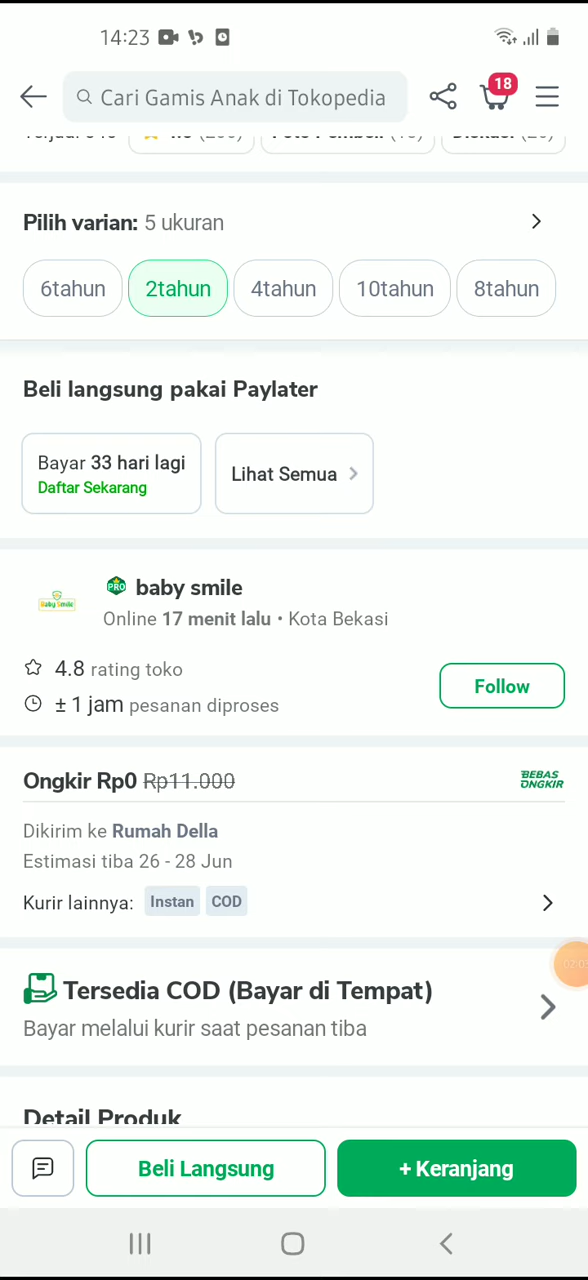 14:23
18
Cari Gamis Anak di Tokopedia
Pilih varian: 5 ukuran
6tahun 2tahun 4tahun 10tahun 8tahun
Beli langsung pakai Paylater
Bayar 33 hari lagi
Daftar Sekarang
Lihat Semua
Baby Smile
PRO baby smile
Online 17 menit lalu • Kota Bekasi
4.8 rating toko
± 1 jam pesanan diproses
Follow
Ongkir Rp0 Rp11.000
BEBAS
ONGKIR
Dikirim ke Rumah Della
Estimasi tiba 26 - 28 Jun
Kurir lainnya: Instan COD
Tersedia COD (Bayar di Tempat)
Bayar melalui kurir saat pesanan tiba
Detail Produk
Beli Langsung
+ Keranjang